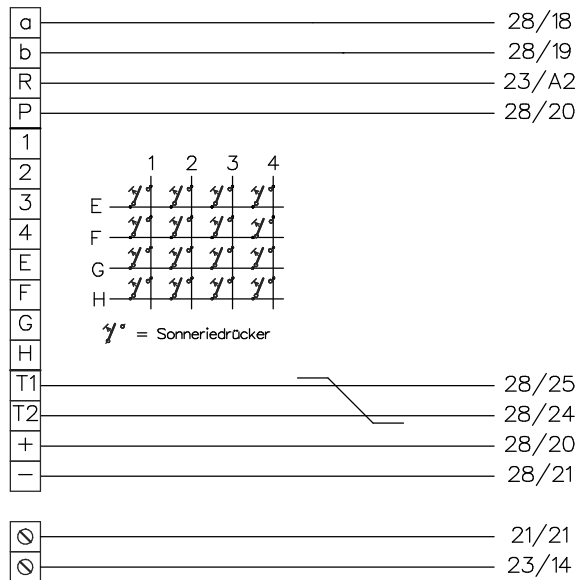 a 28/18
b 28/19
R 23/A2
P 28/20
1
2
3
4
E
F
G
H
1 2 3 4
E
F
G
H
= Sonneriedrücker
T1 28/25
T2 28/24
+ 28/20
− 28/21
21/21
23/14